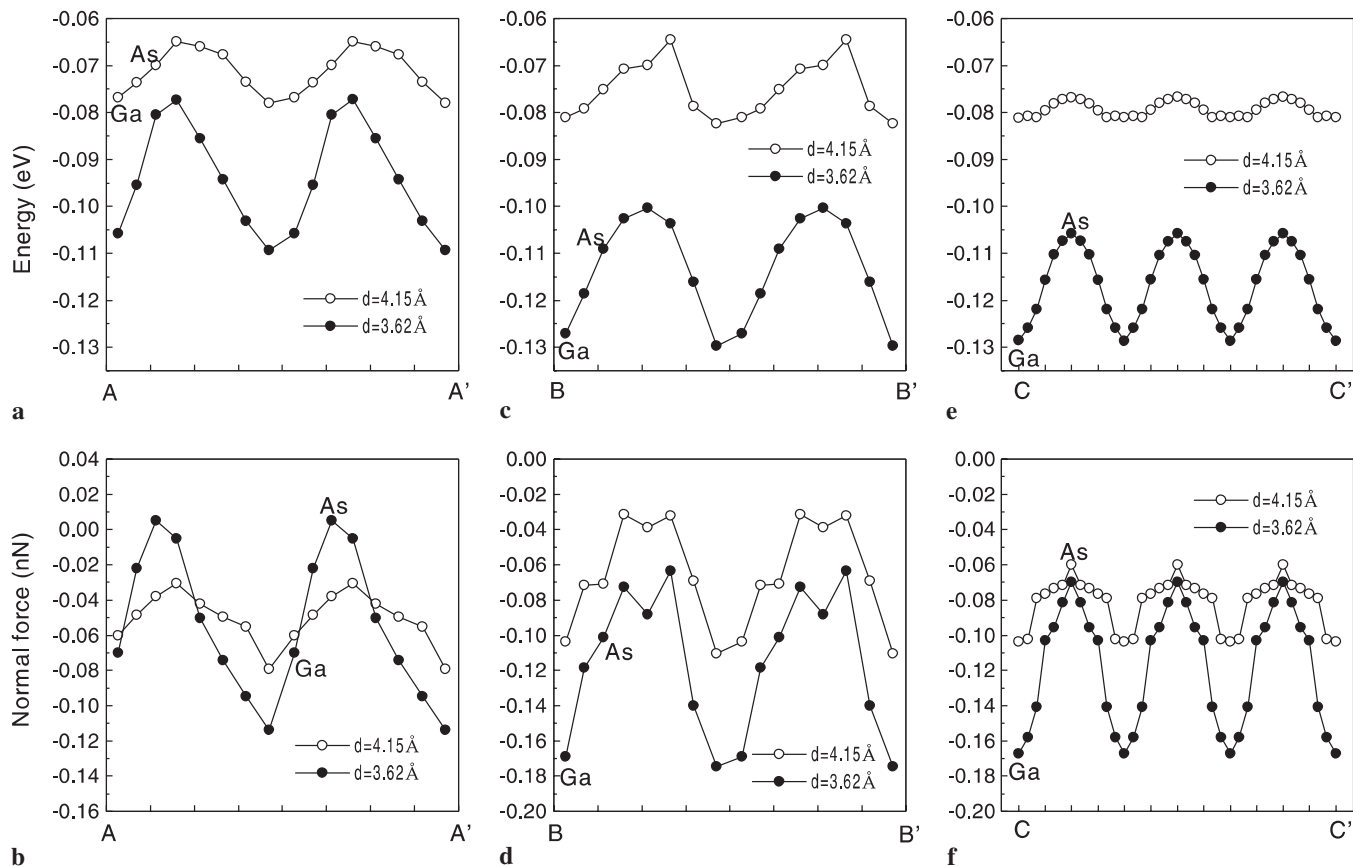 -0.06
-0.07
-0.08
-0.09
-0.10
-0.11
-0.12
-0.13
Energy (eV)
As
Ga
d=4.15Å
d=3.62Å
A
A'
a
-0.06
-0.07
-0.08
-0.09
-0.10
-0.11
-0.12
-0.13
d=4.15Å
d=3.62Å
As
Ga
B
B'
c
-0.06
-0.07
-0.08
-0.09
-0.10
-0.11
-0.12
-0.13
d=4.15Å
d=3.62Å
As
Ga
C
C'
e
0.04
0.02
0.00
-0.02
-0.04
-0.06
-0.08
-0.10
-0.12
-0.14
-0.16
Normal force (nN)
As
Ga
d=4.15Å
d=3.62Å
A
A'
b
0.00
-0.02
-0.04
-0.06
-0.08
-0.10
-0.12
-0.14
-0.16
-0.18
-0.20
As
Ga
d=4.15Å
d=3.62Å
B
B'
d
0.00
-0.02
-0.04
-0.06
-0.08
-0.10
-0.12
-0.14
-0.16
-0.18
-0.20
d=4.15Å
d=3.62Å
As
Ga
C
C'
f